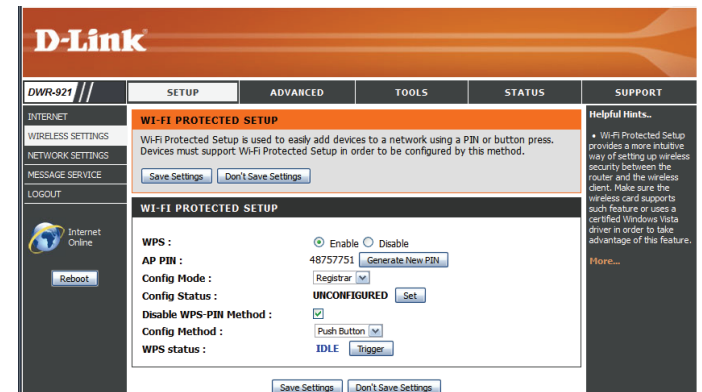 D-Link
DWR-921 SETUP ADVANCED TOOLS STATUS SUPPORT
INTERNET
WIRELESS SETTINGS
NETWORK SETTINGS
MESSAGE SERVICE
LOGOUT
Internet
Online
Reboot
WI-FI PROTECTED SETUP
Wi-Fi Protected Setup is used to easily add devices to a network using a PIN or button press.
Devices must support Wi-Fi Protected Setup in order to be configured by this method.
Save Settings Don't Save Settings
WI-FI PROTECTED SETUP
WPS : Enable Disable
AP PIN : 48757751 Generate New PIN
Config Mode : Registrar
Config Status : UNCONFIGURED Set
Disable WPS-PIN Method :
Config Method : Push Button
WPS status : IDLE Trigger
Save Settings Don't Save Settings
Helpful Hints..
• Wi-Fi Protected Setup
provides a more intuitive
way of setting up wireless
security between the
router and the wireless
client. Make sure the
wireless card supports
such feature or uses a
certified Windows Vista
driver in order to take
advantage of this feature.
More...